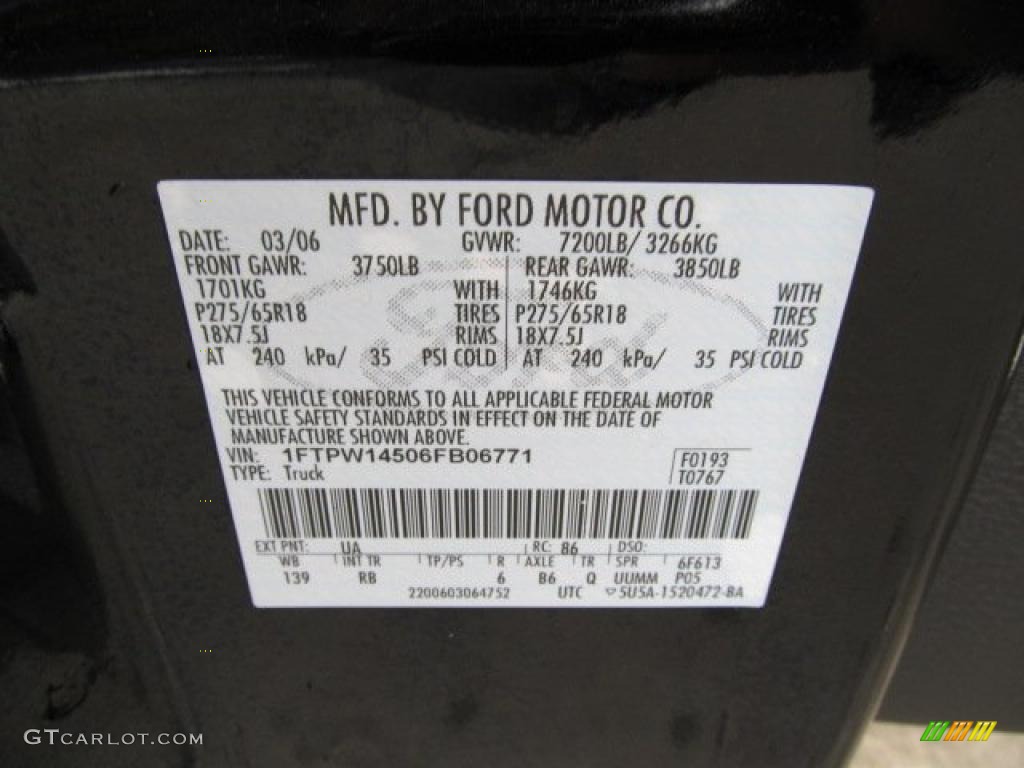 MFD. BY FORD MOTOR CO.
DATE: 03/06 GVWR: 7200LB/ 3266KG
FRONT GAWR: 3750LB REAR GAWR: 3850LB
1701KG WITH 1746KG WITH
P275/65R18 TIRES P275/65R18 TIRES
18X7.5J RIMS 18X7.5J RIMS
AT 240 kPa/ 35 PSI COLD AT 240 kPa/ 35 PSI COLD
THIS VEHICLE CONFORMS TO ALL APPLICABLE FEDERAL MOTOR
VEHICLE SAFETY STANDARDS IN EFFECT ON THE DATE OF
MANUFACTURE SHOWN ABOVE.
VIN: 1FTPW14506FB06771 F0193
TYPE: Truck T0767
EXT PNT: UA RC: 86 DSO:
WB INT TR TP/PS R AXLE TR SPR 6F613
139 RB 6 B6 Q UUMM P05
2200603064752 UTC ▽5U5A-1520472-BA
GTCARLOT.COM